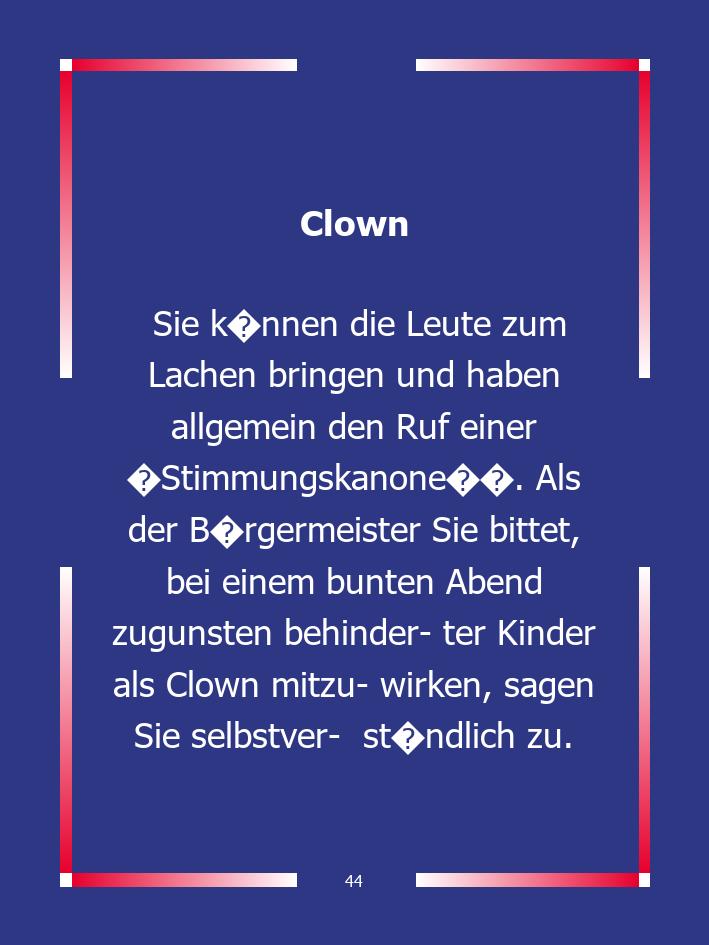 Clown
Sie k�nnen die Leute zum
Lachen bringen und haben
allgemein den Ruf einer
�Stimmungskanone��. Als
der B�rgermeister Sie bittet,
bei einem bunten Abend
zugunsten behinder- ter Kinder
als Clown mitzu- wirken, sagen
Sie selbstver-  st�ndlich zu.
44